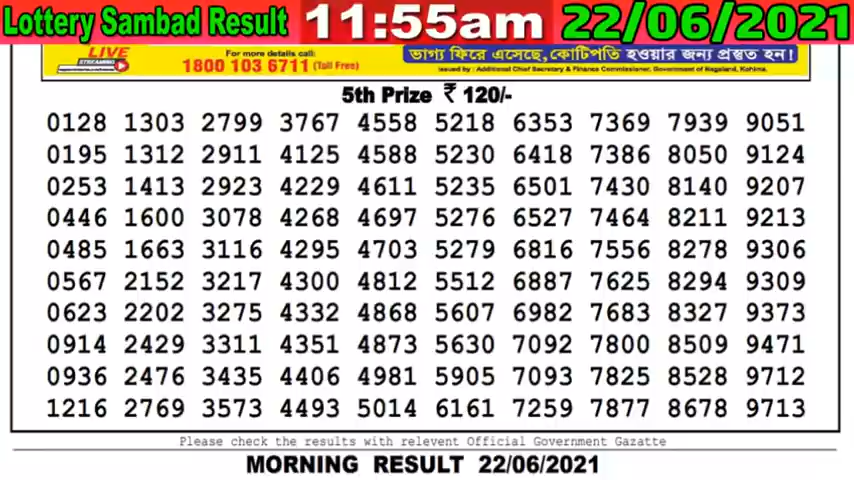 Lottery Sambad Result 11:55am 22/06/2021
LIVE
STREAMING
For more details call:
1800 103 6711 (Toll Free)
ভাগ্য ফিরে এসেছে, কোটিপতি হওয়ার জন্য প্রস্তুত হন!
Issued by : Additional Chief Secretary & Finance Commissioner, Government of Nagaland, Kohima.
5th Prize ₹ 120/-
0128 1303 2799 3767 4558 5218 6353 7369 7939 9051
0195 1312 2911 4125 4588 5230 6418 7386 8050 9124
0253 1413 2923 4229 4611 5235 6501 7430 8140 9207
0446 1600 3078 4268 4697 5276 6527 7464 8211 9213
0485 1663 3116 4295 4703 5279 6816 7556 8278 9306
0567 2152 3217 4300 4812 5512 6887 7625 8294 9309
0623 2202 3275 4332 4868 5607 6982 7683 8327 9373
0914 2429 3311 4351 4873 5630 7092 7800 8509 9471
0936 2476 3435 4406 4981 5905 7093 7825 8528 9712
1216 2769 3573 4493 5014 6161 7259 7877 8678 9713
Please check the results with relevent Official Government Gazatte
MORNING RESULT 22/06/2021